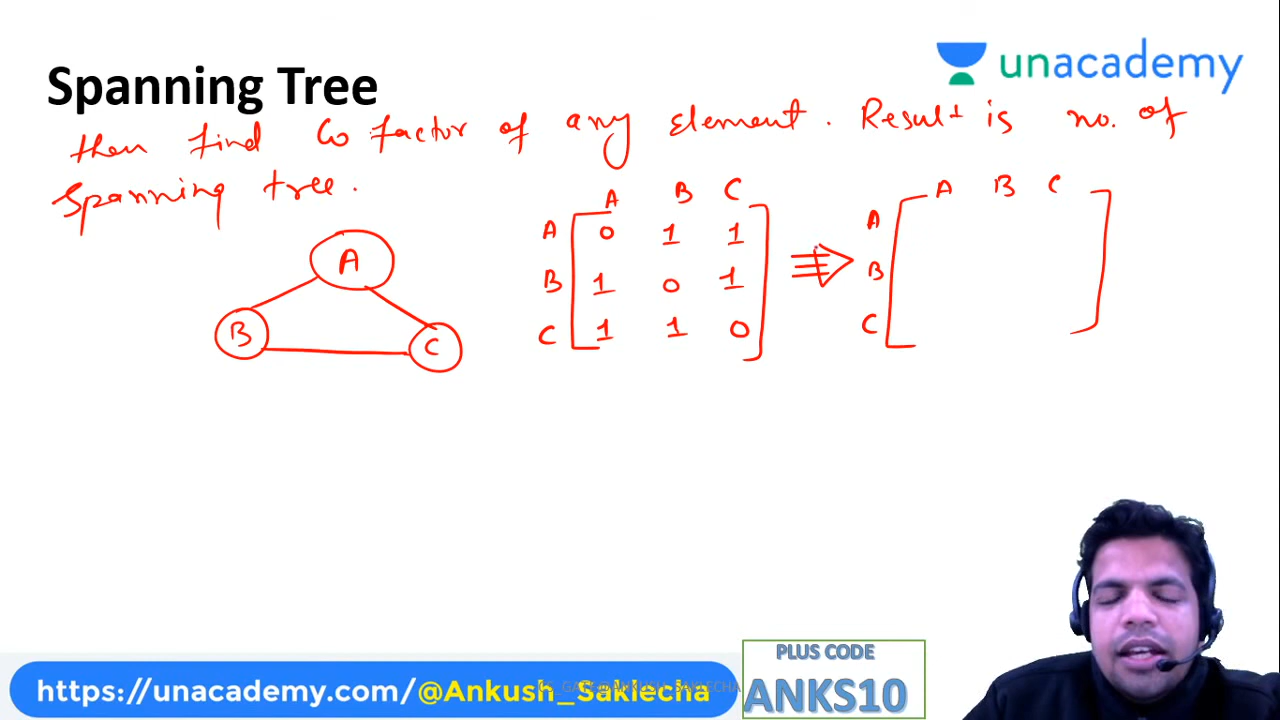 unacademy
Spanning Tree
then find Co factor of any element. Result is no. of
Spanning tree.
A B C
A 0 1 1
B 1 0 1
C 1 1 0
A B C
A
B
C
A
B
C
PLUS CODE
ANKS10
https://unacademy.com/@Ankush_Saklecha